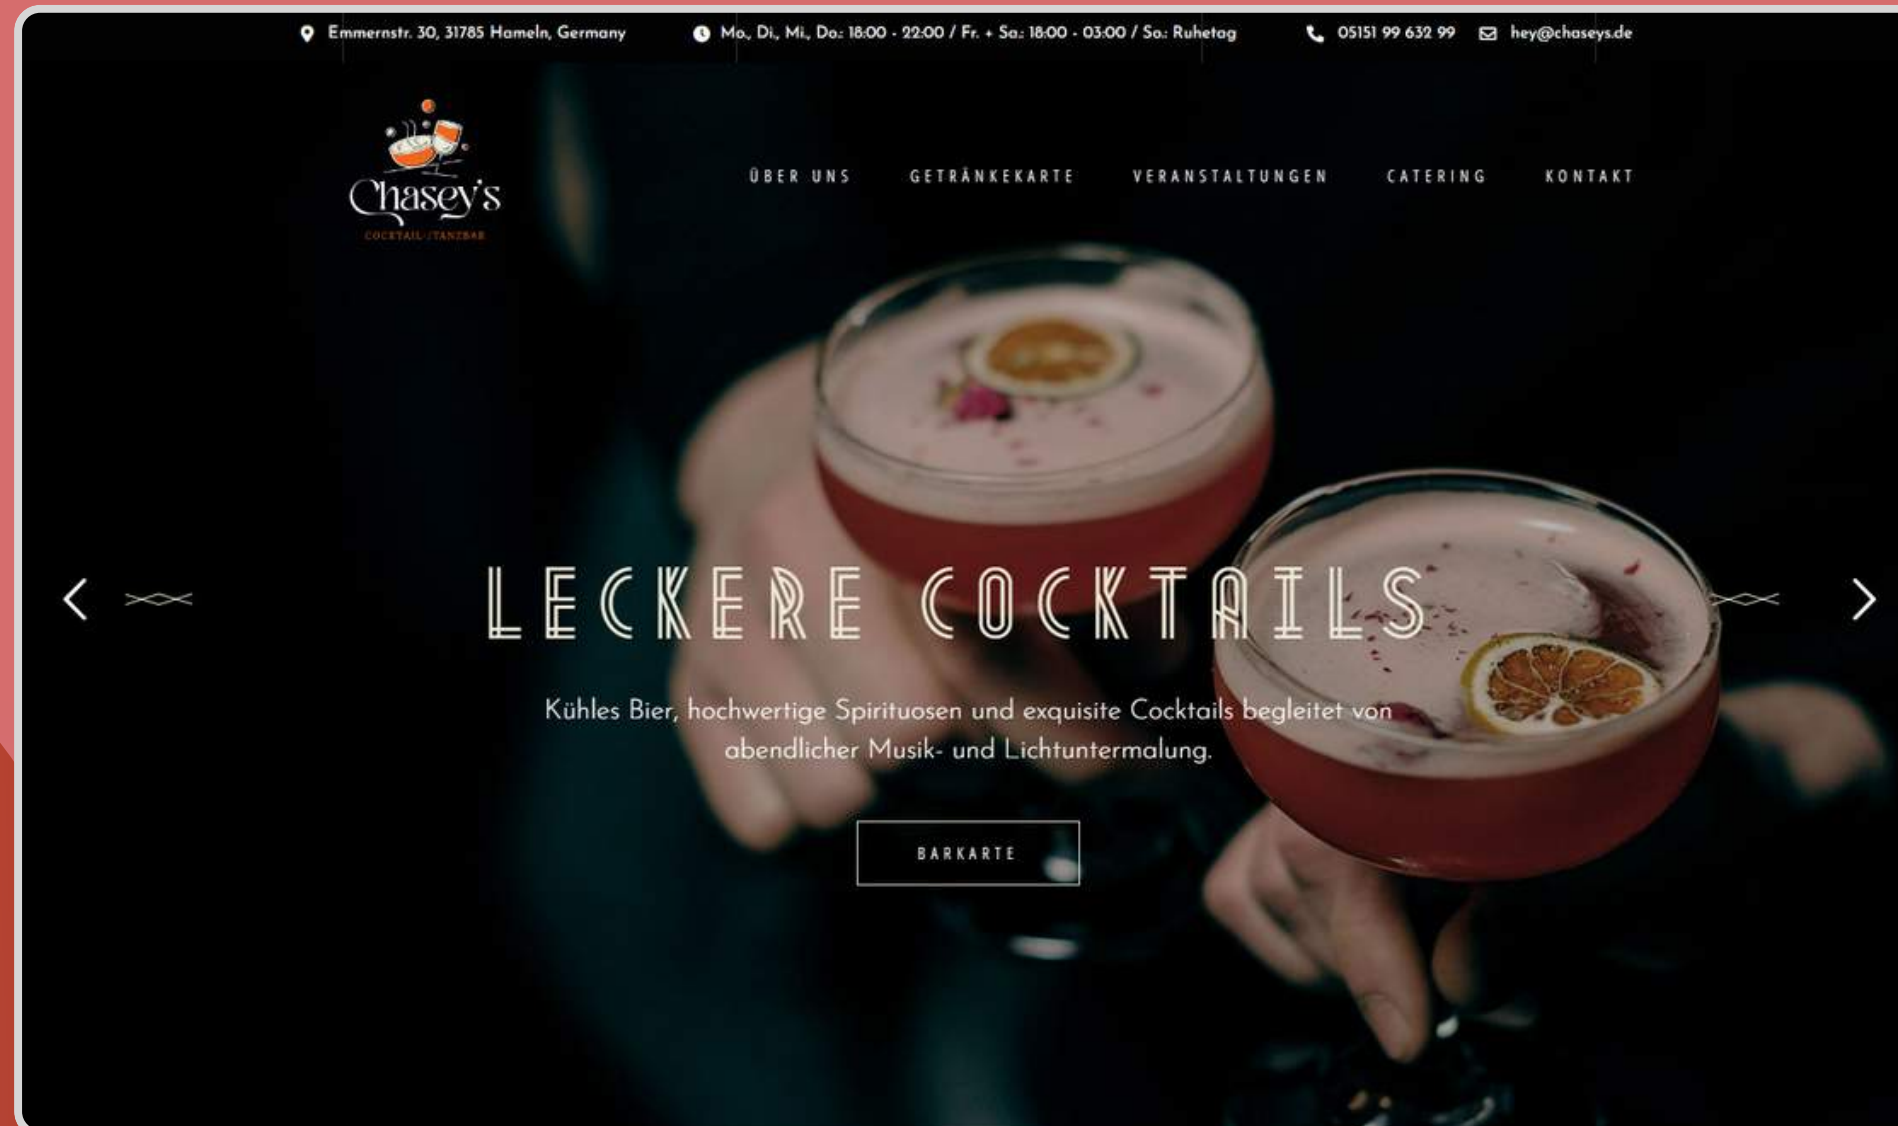 Emmernstr. 30, 31785 Hameln, Germany
Mo., Di., Mi., Do.: 18:00 - 22:00 / Fr. + Sa.: 18:00 - 03:00 / So.: Ruhetag
05151 99 632 99
hey@chaseys.de
Chasey's
COCKTAIL-/TANZBAR
ÜBER UNS
GETRÄNKEKARTE
VERANSTALTUNGEN
CATERING
KONTAKT
LECKERE COCKTAILS
Kühles Bier, hochwertige Spirituosen und exquisite Cocktails begleitet von
abendlicher Musik- und Lichtuntermalung.
BARKARTE